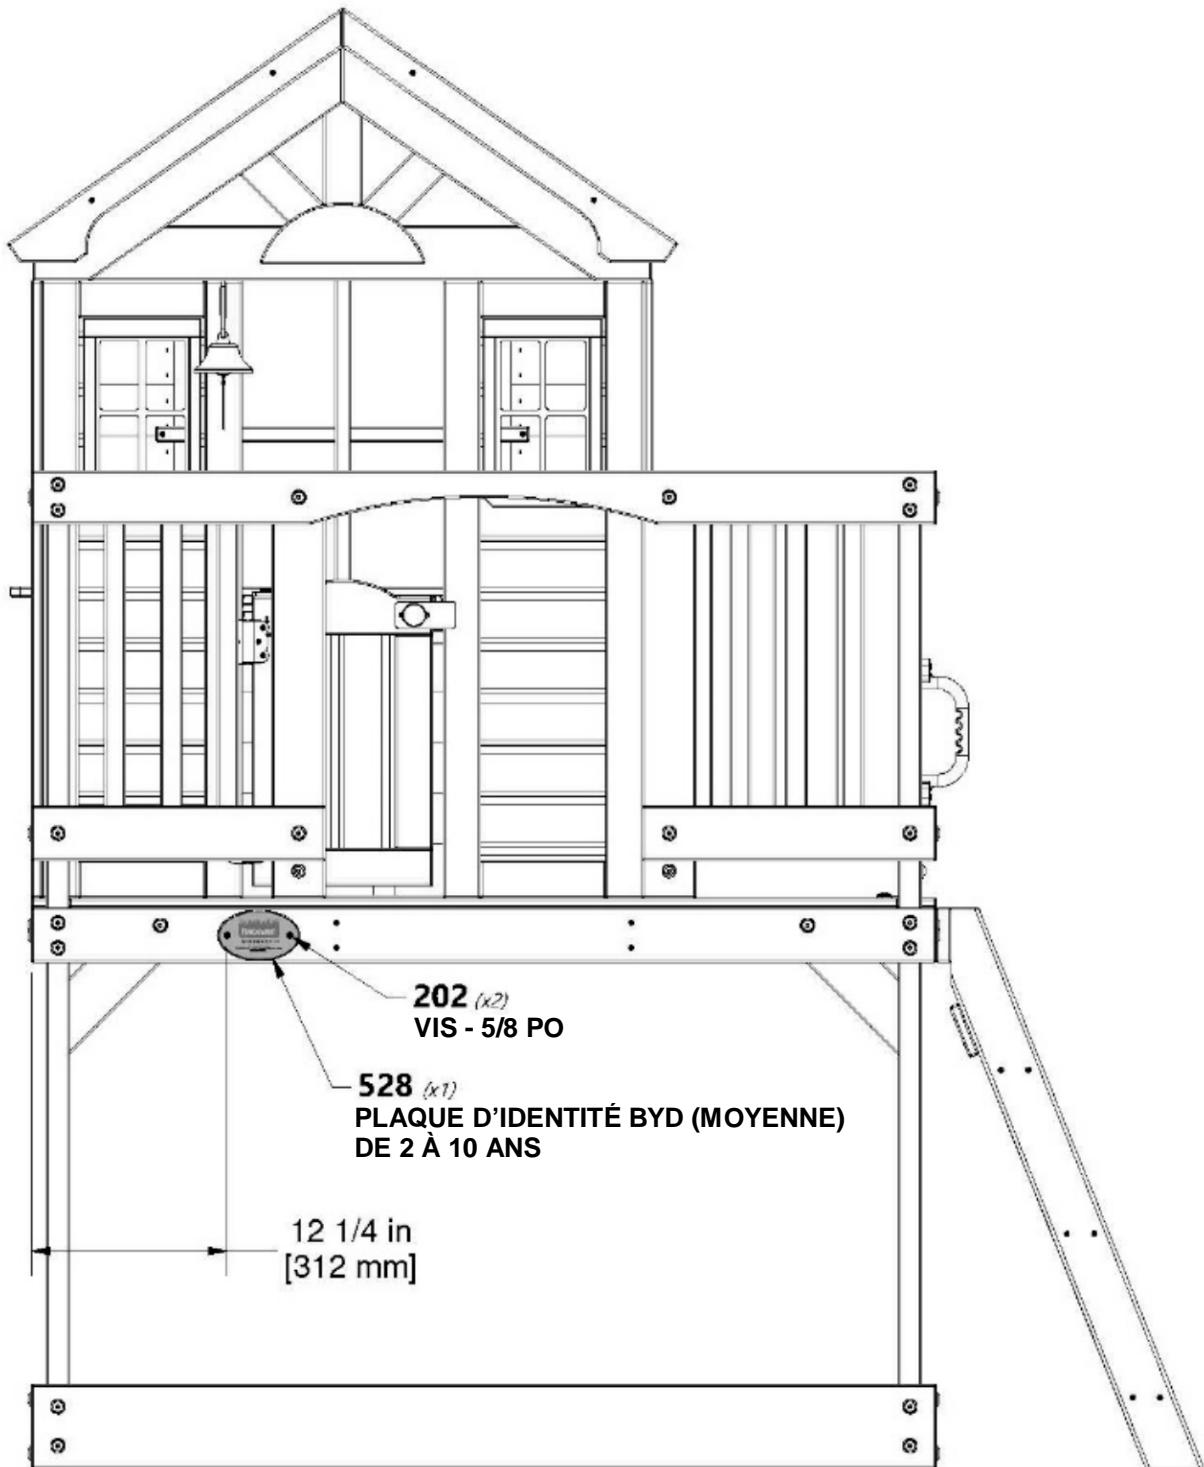 202 (x2)
VIS - 5/8 PO
528 (x1)
PLAQUE D'IDENTITÉ BYD (MOYENNE)
DE 2 À 10 ANS
12 1/4 in
[312 mm]